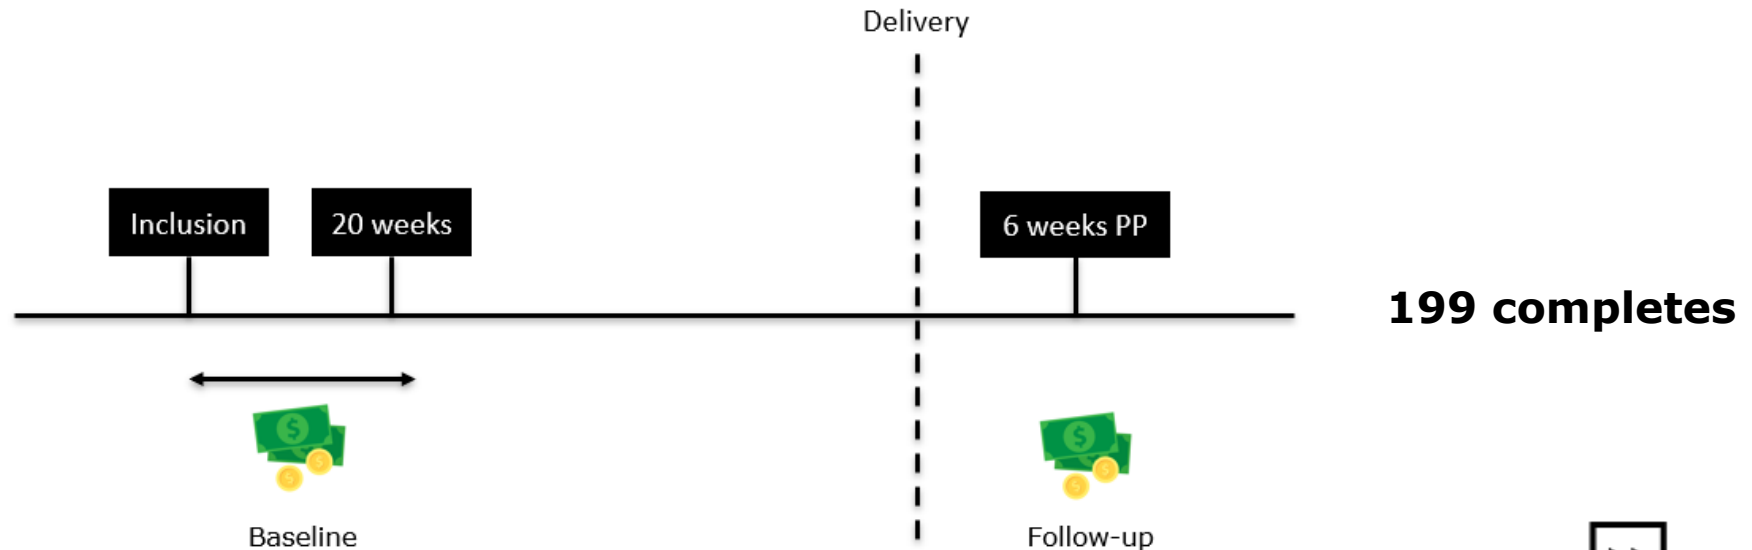 Delivery
Inclusion
20 weeks
6 weeks PP
199 completes
Baseline
Follow-up